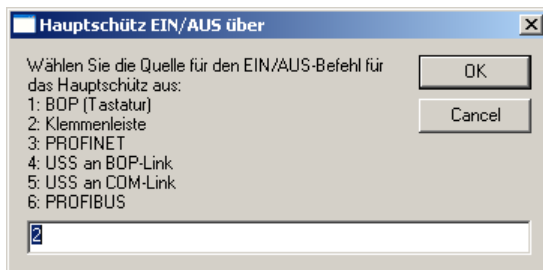 Hauptschütz EIN/AUS über
Wählen Sie die Quelle für den EIN/AUS-Befehl für
das Hauptschütz aus:
1: BOP (Tastatur)
2: Klemmenleiste
3: PROFINET
4: USS an BOP-Link
5: USS an COM-Link
6: PROFIBUS
OK
Cancel
2